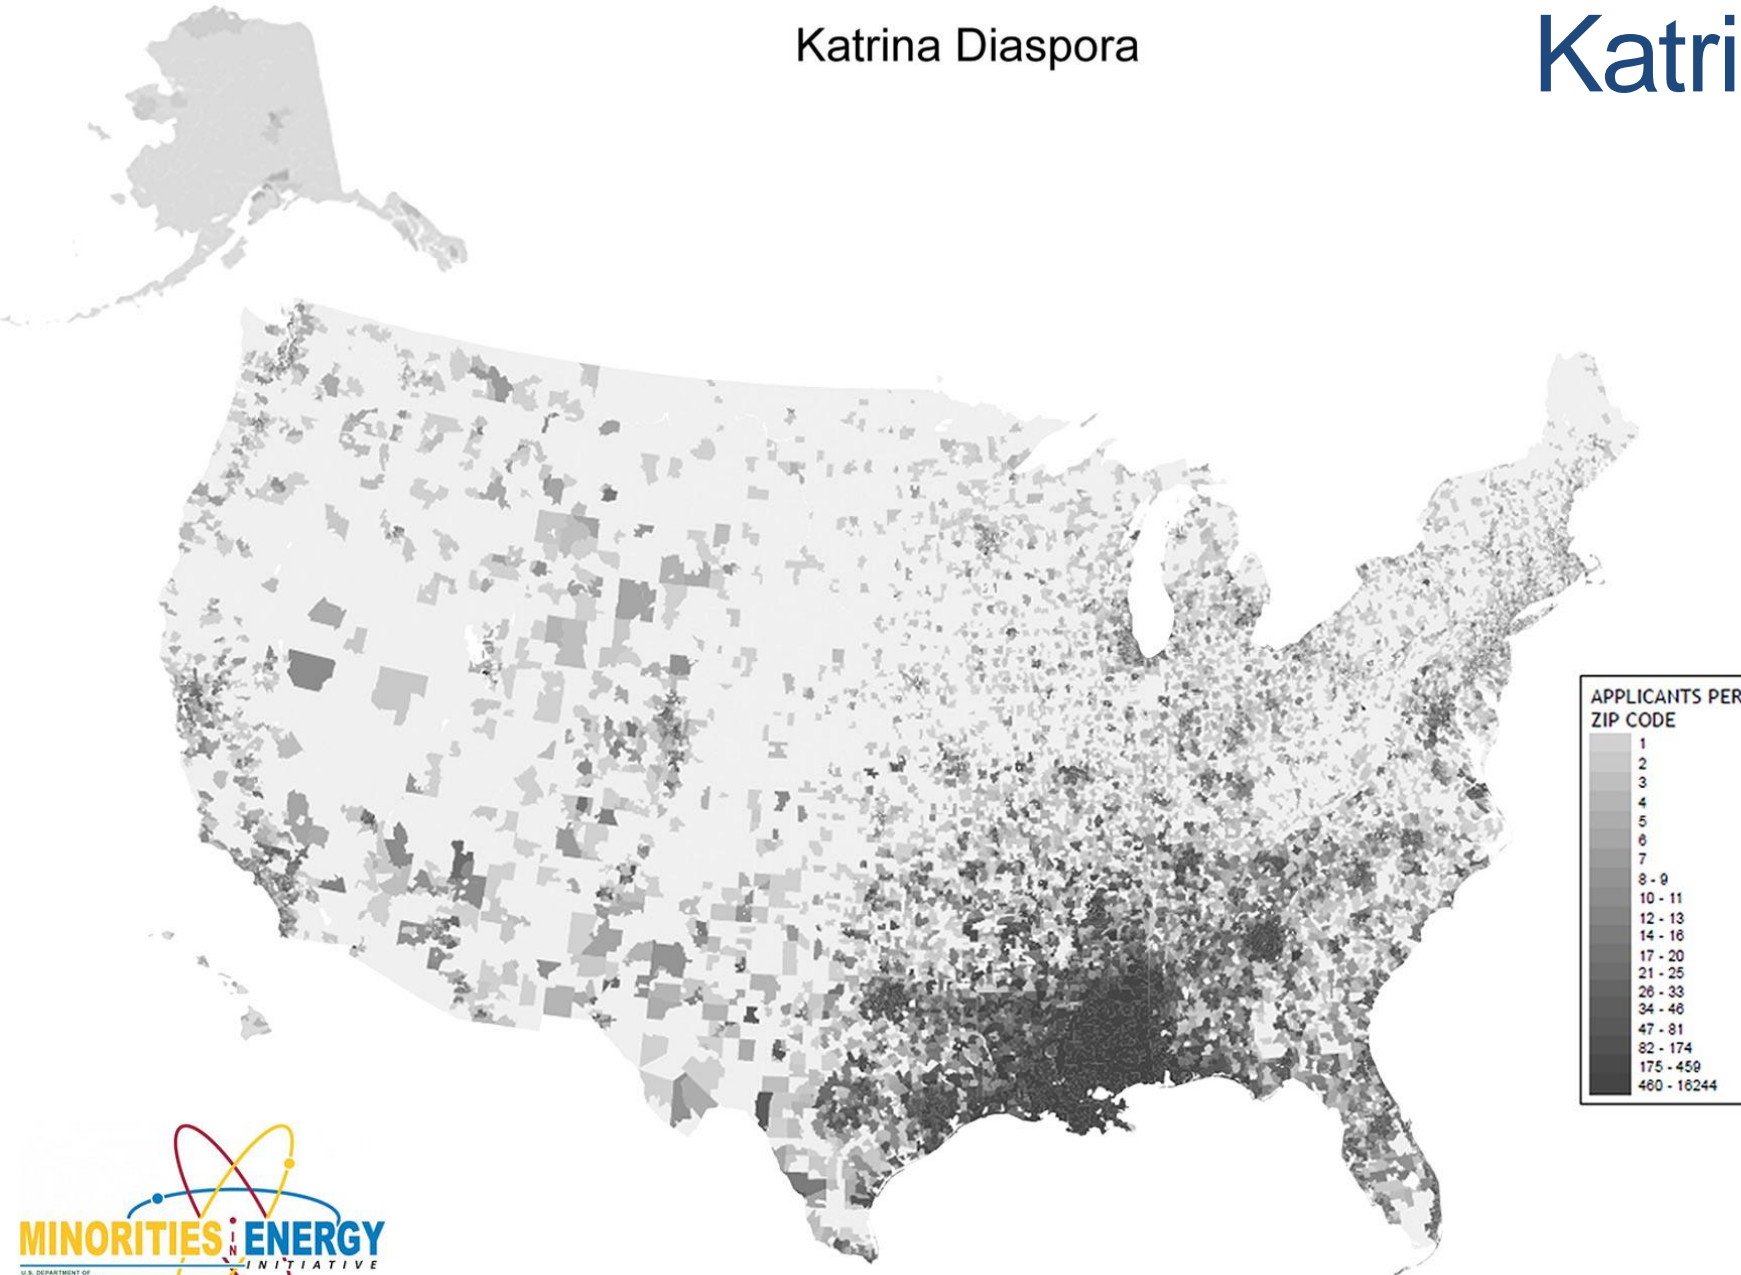 Katrina Diaspora
Katri
APPLICANTS PER
ZIP CODE
1
2
3
4
5
6
7
8 - 9
10 - 11
12 - 13
14 - 16
17 - 20
21 - 25
26 - 33
34 - 46
47 - 81
82 - 174
175 - 459
460 - 16244
MINORITIES IN ENERGY
INITIATIVE
U.S. DEPARTMENT OF